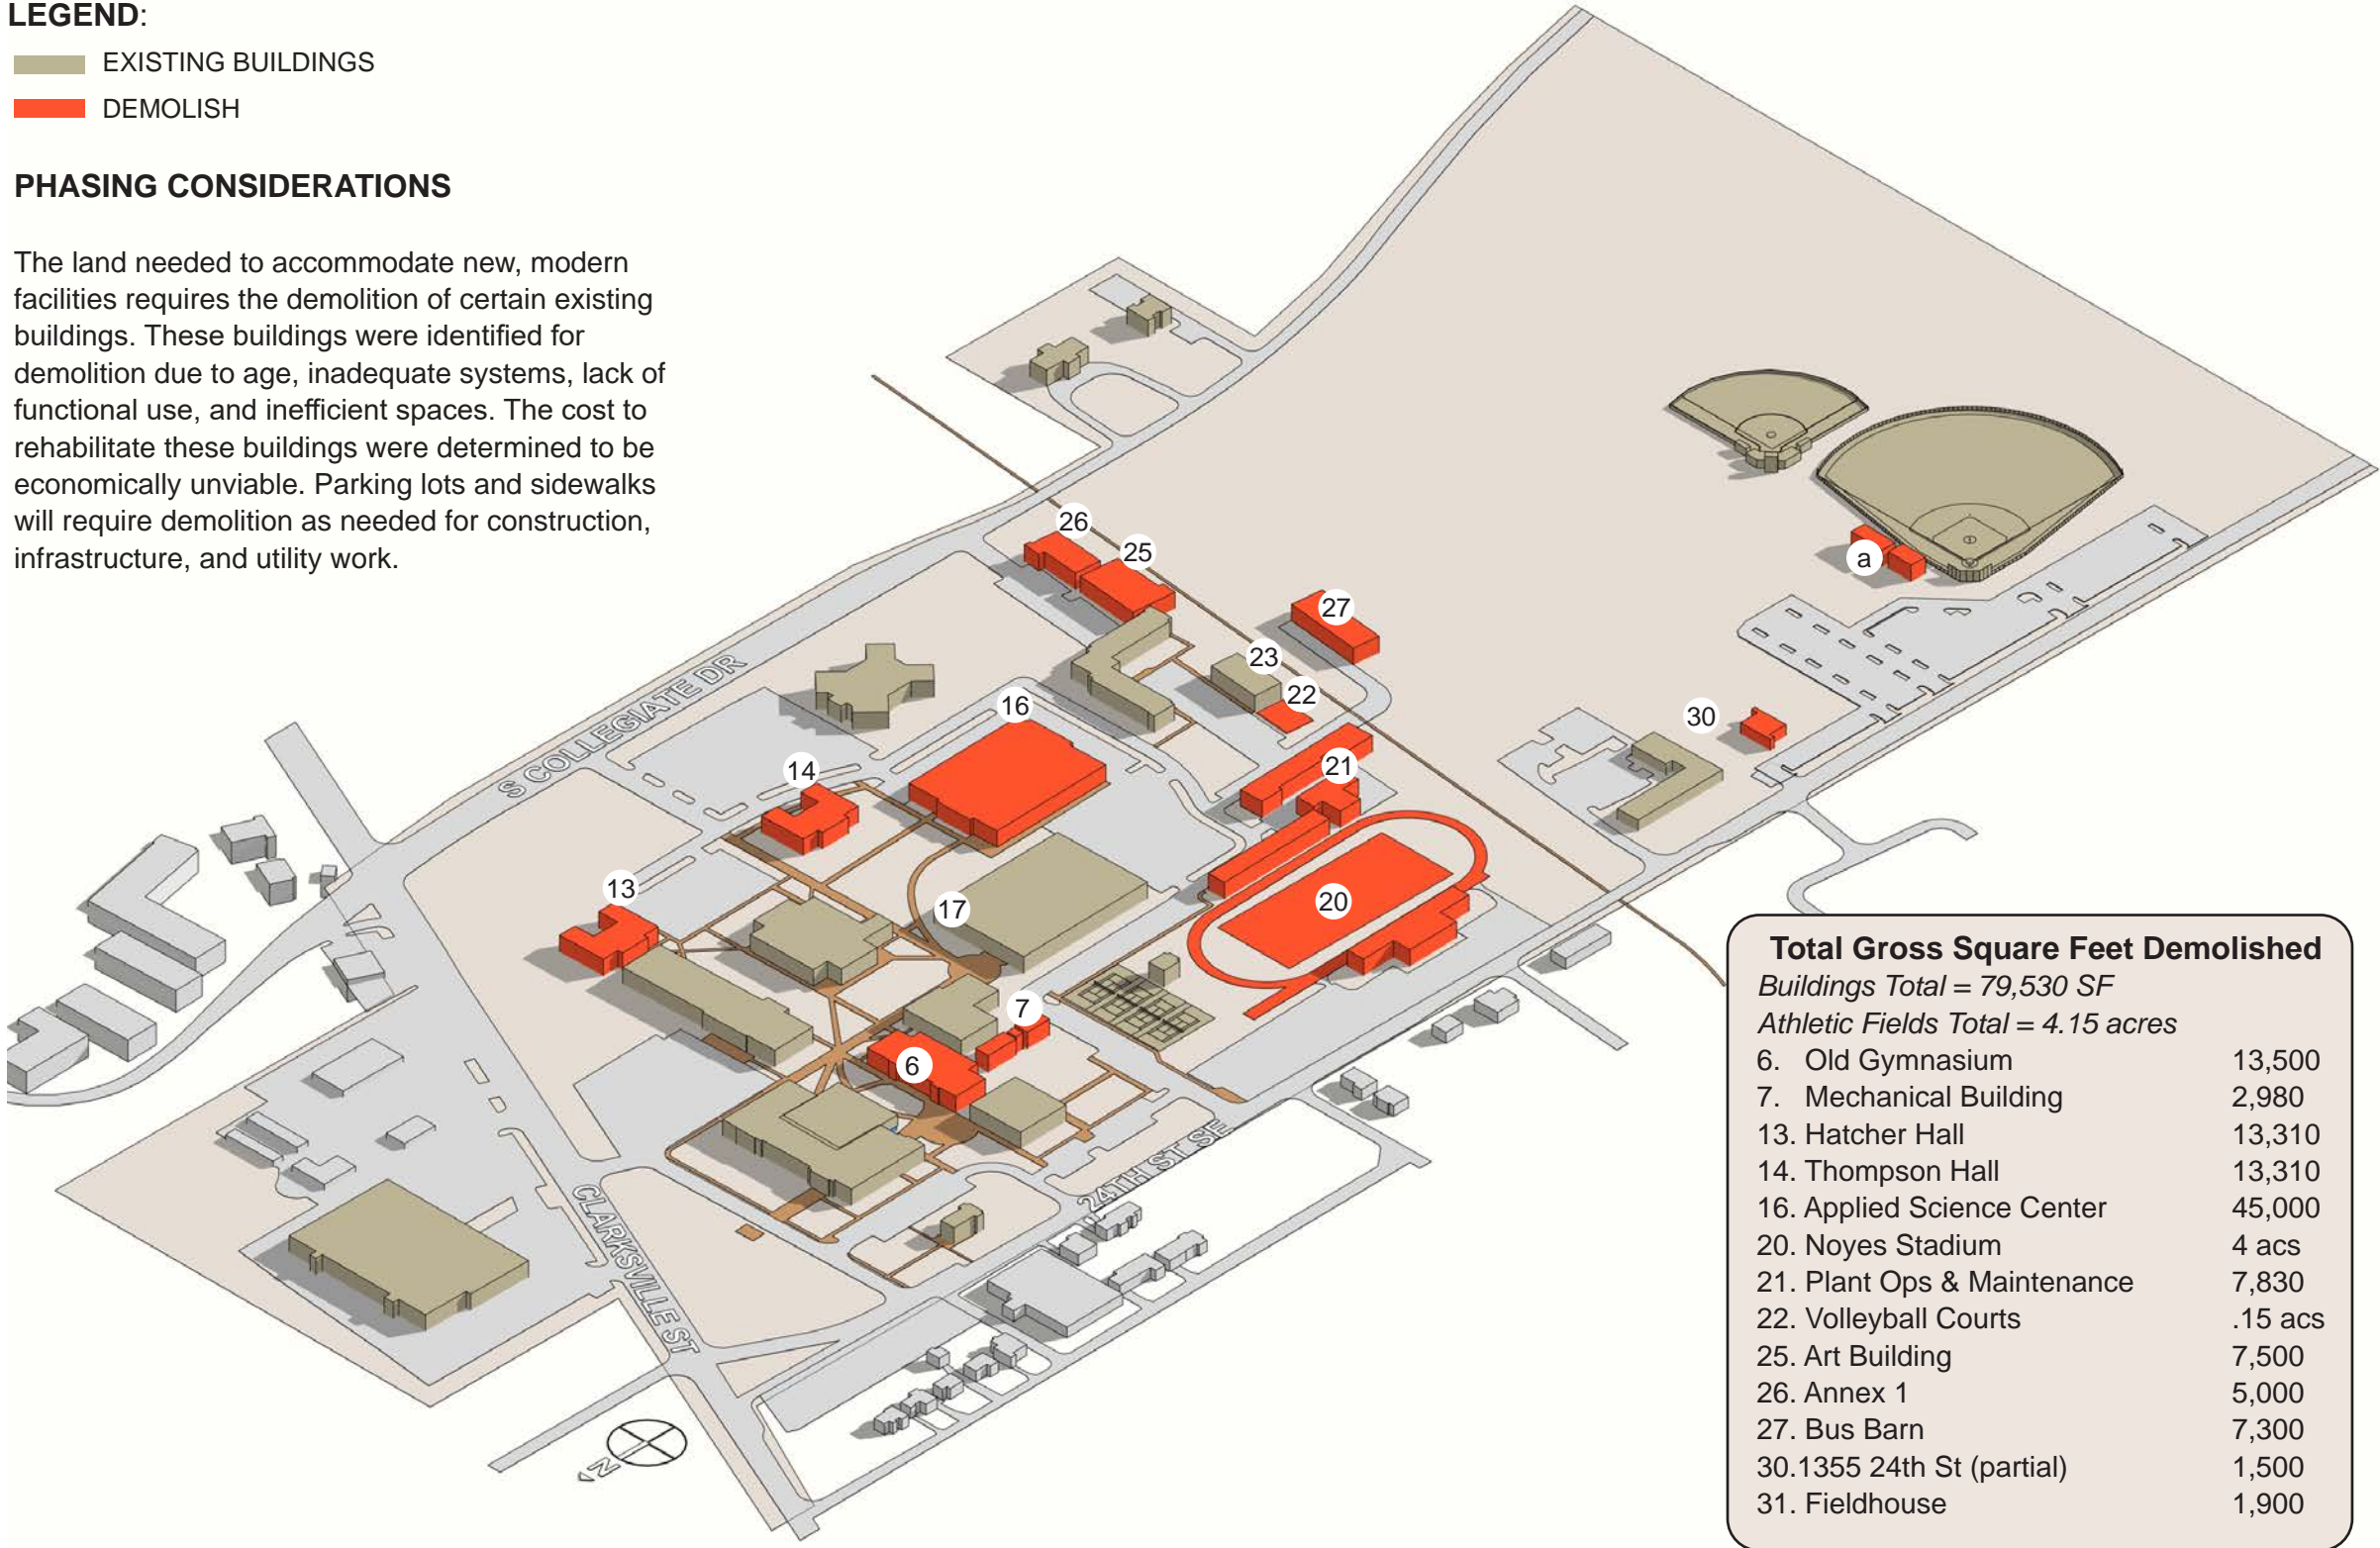 LEGEND:
EXISTING BUILDINGS
DEMOLISH
PHASING CONSIDERATIONS
The land needed to accommodate new, modern
facilities requires the demolition of certain existing
buildings. These buildings were identified for
demolition due to age, inadequate systems, lack of
functional use, and inefficient spaces. The cost to
rehabilitate these buildings were determined to be
economically unviable. Parking lots and sidewalks
will require demolition as needed for construction,
infrastructure, and utility work.
26
25
a
27
23
22
16
30
14
21
13
17
20
7
6
S COLLEGIATE DR
24TH ST SE
CLARKSVILLE ST
N
Total Gross Square Feet Demolished
Buildings Total = 79,530 SF
Athletic Fields Total = 4.15 acres
6. Old Gymnasium 13,500
7. Mechanical Building 2,980
13. Hatcher Hall 13,310
14. Thompson Hall 13,310
16. Applied Science Center 45,000
20. Noyes Stadium 4 acs
21. Plant Ops & Maintenance 7,830
22. Volleyball Courts .15 acs
25. Art Building 7,500
26. Annex 1 5,000
27. Bus Barn 7,300
30.1355 24th St (partial) 1,500
31. Fieldhouse 1,900